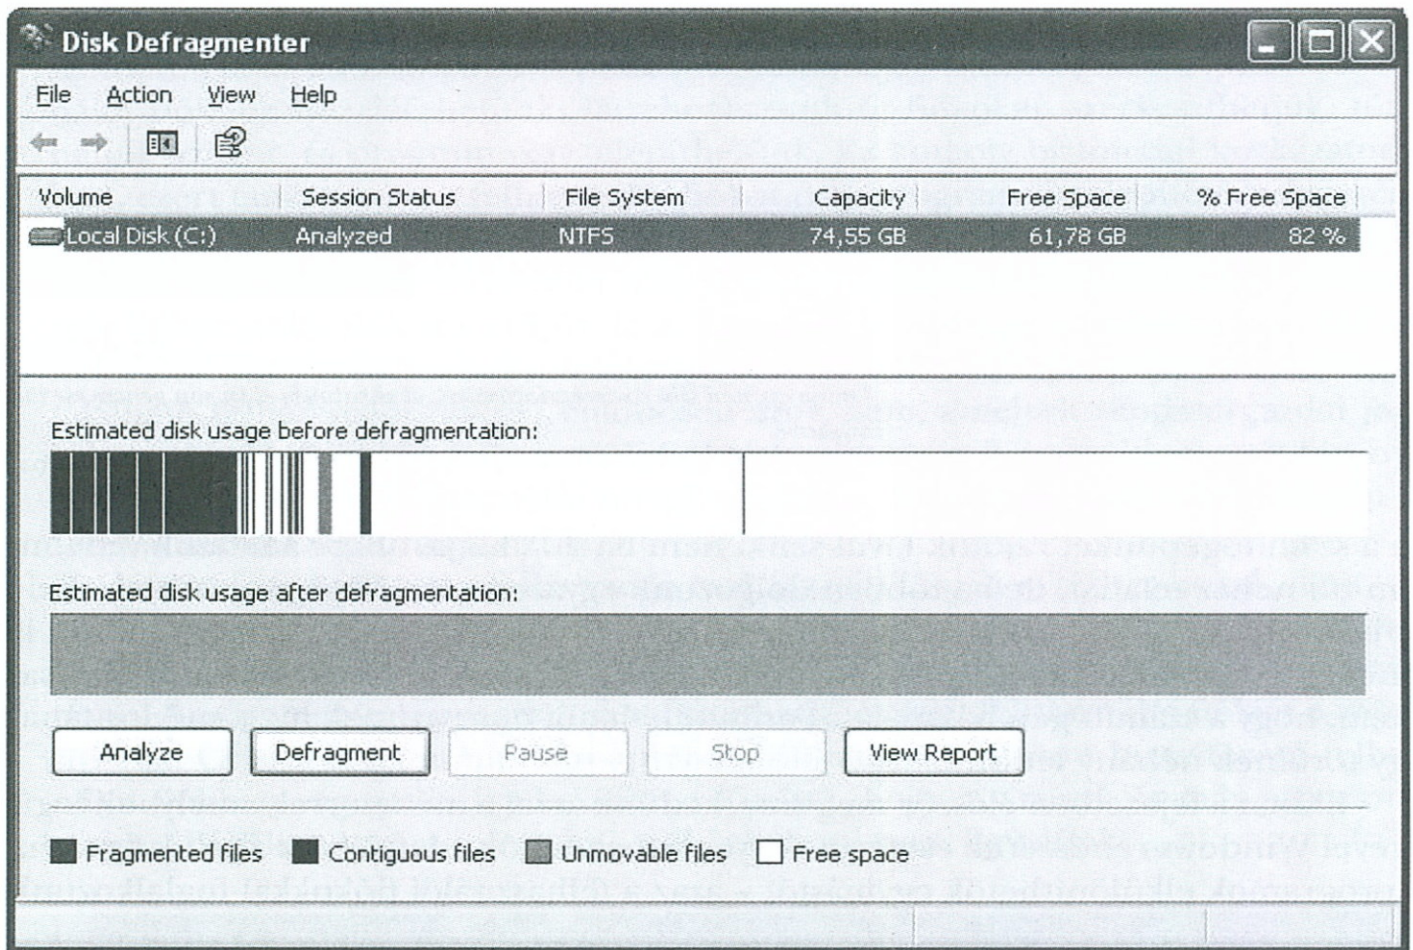 Disk Defragmenter
File Action View Help
Volume Session Status File System Capacity Free Space % Free Space
Local Disk (C:) Analyzed NTFS 74,55 GB 61,78 GB 82 %
Estimated disk usage before defragmentation:
Estimated disk usage after defragmentation:
Analyze Defragment Pause Stop View Report
Fragmented files Contiguous files Unmovable files Free space